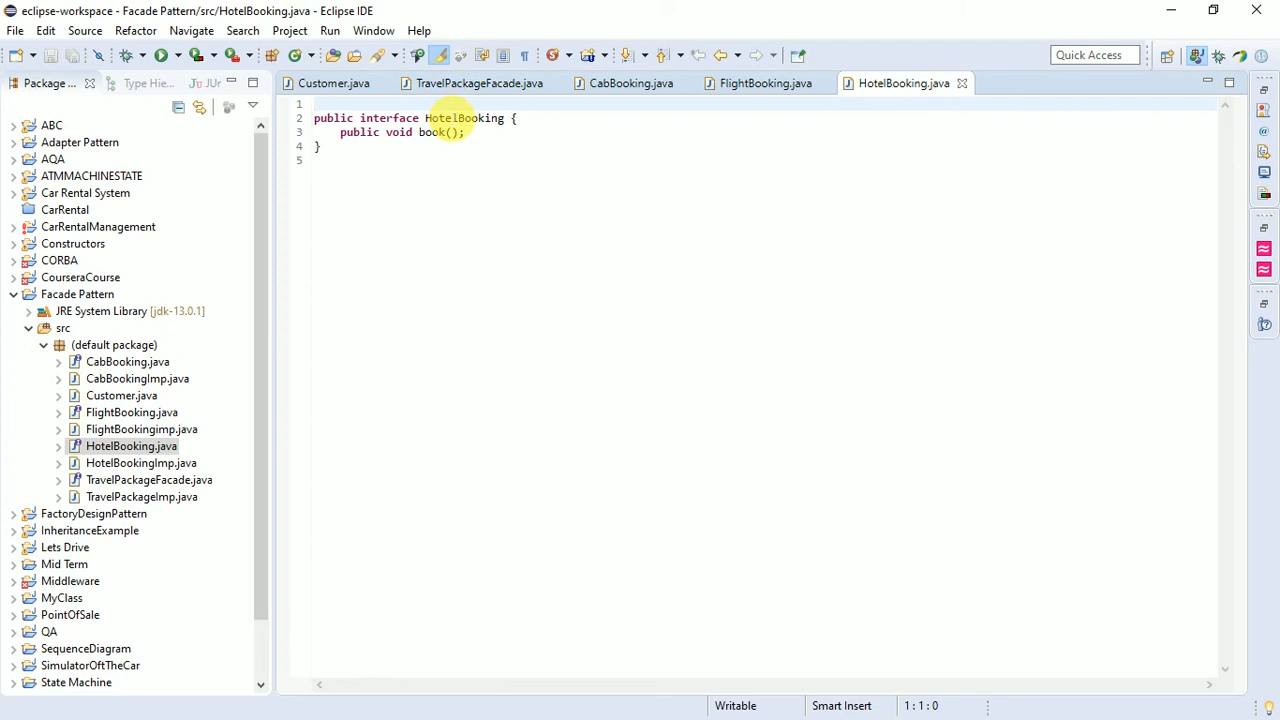 eclipse-workspace - Facade Pattern/src/HotelBooking.java - Eclipse IDE
File Edit Source Refactor Navigate Search Project Run Window Help
Quick Access
Package ... Type Hie... JUr
Customer.java TravelPackageFacade.java CabBooking.java FlightBooking.java HotelBooking.java
1
2 public interface HotelBooking {
3 public void book();
4 }
5
ABC
Adapter Pattern
AQA
ATMMACHINESTATE
Car Rental System
CarRental
CarRentalManagement
Constructors
CORBA
CourseraCourse
Facade Pattern
JRE System Library [jdk-13.0.1]
src
(default package)
CabBooking.java
CabBookingImp.java
Customer.java
FlightBooking.java
FlightBookingimp.java
HotelBooking.java
HotelBookingImp.java
TravelPackageFacade.java
TravelPackageImp.java
FactoryDesignPattern
InheritanceExample
Lets Drive
Mid Term
Middleware
MyClass
PointOfSale
QA
SequenceDiagram
SimulatorOftTheCar
State Machine
Writable Smart Insert 1 : 1 : 0